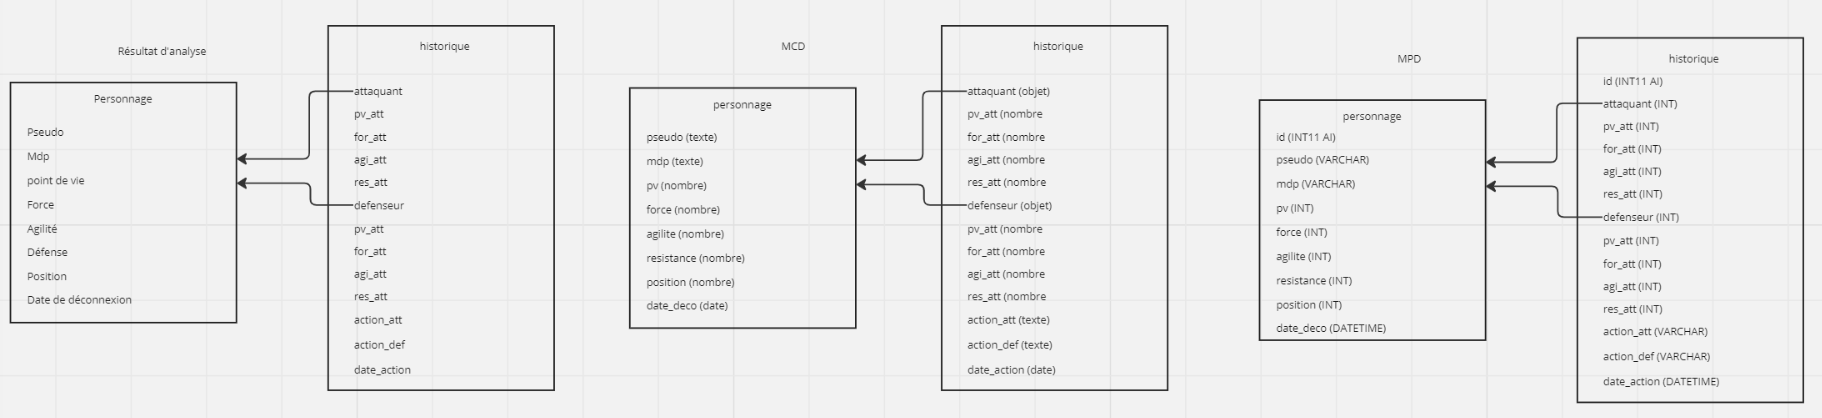 Résultat d'analyse
Personnage
Pseudo
Mdp
point de vie
Force
Agilité
Défense
Position
Date de déconnexion
historique
attaquant
pv_att
for_att
agi_att
res_att
defenseur
pv_att
for_att
agi_att
res_att
action_att
action_def
date_action
MCD
personnage
pseudo (texte)
mdp (texte)
pv (nombre)
force (nombre)
agilite (nombre)
resistance (nombre)
position (nombre)
date_deco (date)
historique
attaquant (objet)
pv_att (nombre
for_att (nombre
agi_att (nombre
res_att (nombre
defenseur (objet)
pv_att (nombre
for_att (nombre
agi_att (nombre
res_att (nombre
action_att (texte)
action_def (texte)
date_action (date)
MPD
personnage
id (INT11 AI)
pseudo (VARCHAR)
mdp (VARCHAR)
pv (INT)
force (INT)
agilite (INT)
resistance (INT)
position (INT)
date_deco (DATETIME)
historique
id (INT11 AI)
attaquant (INT)
pv_att (INT)
for_att (INT)
agi_att (INT)
res_att (INT)
defenseur (INT)
pv_att (INT)
for_att (INT)
agi_att (INT)
res_att (INT)
action_att (VARCHAR)
action_def (VARCHAR)
date_action (DATETIME)